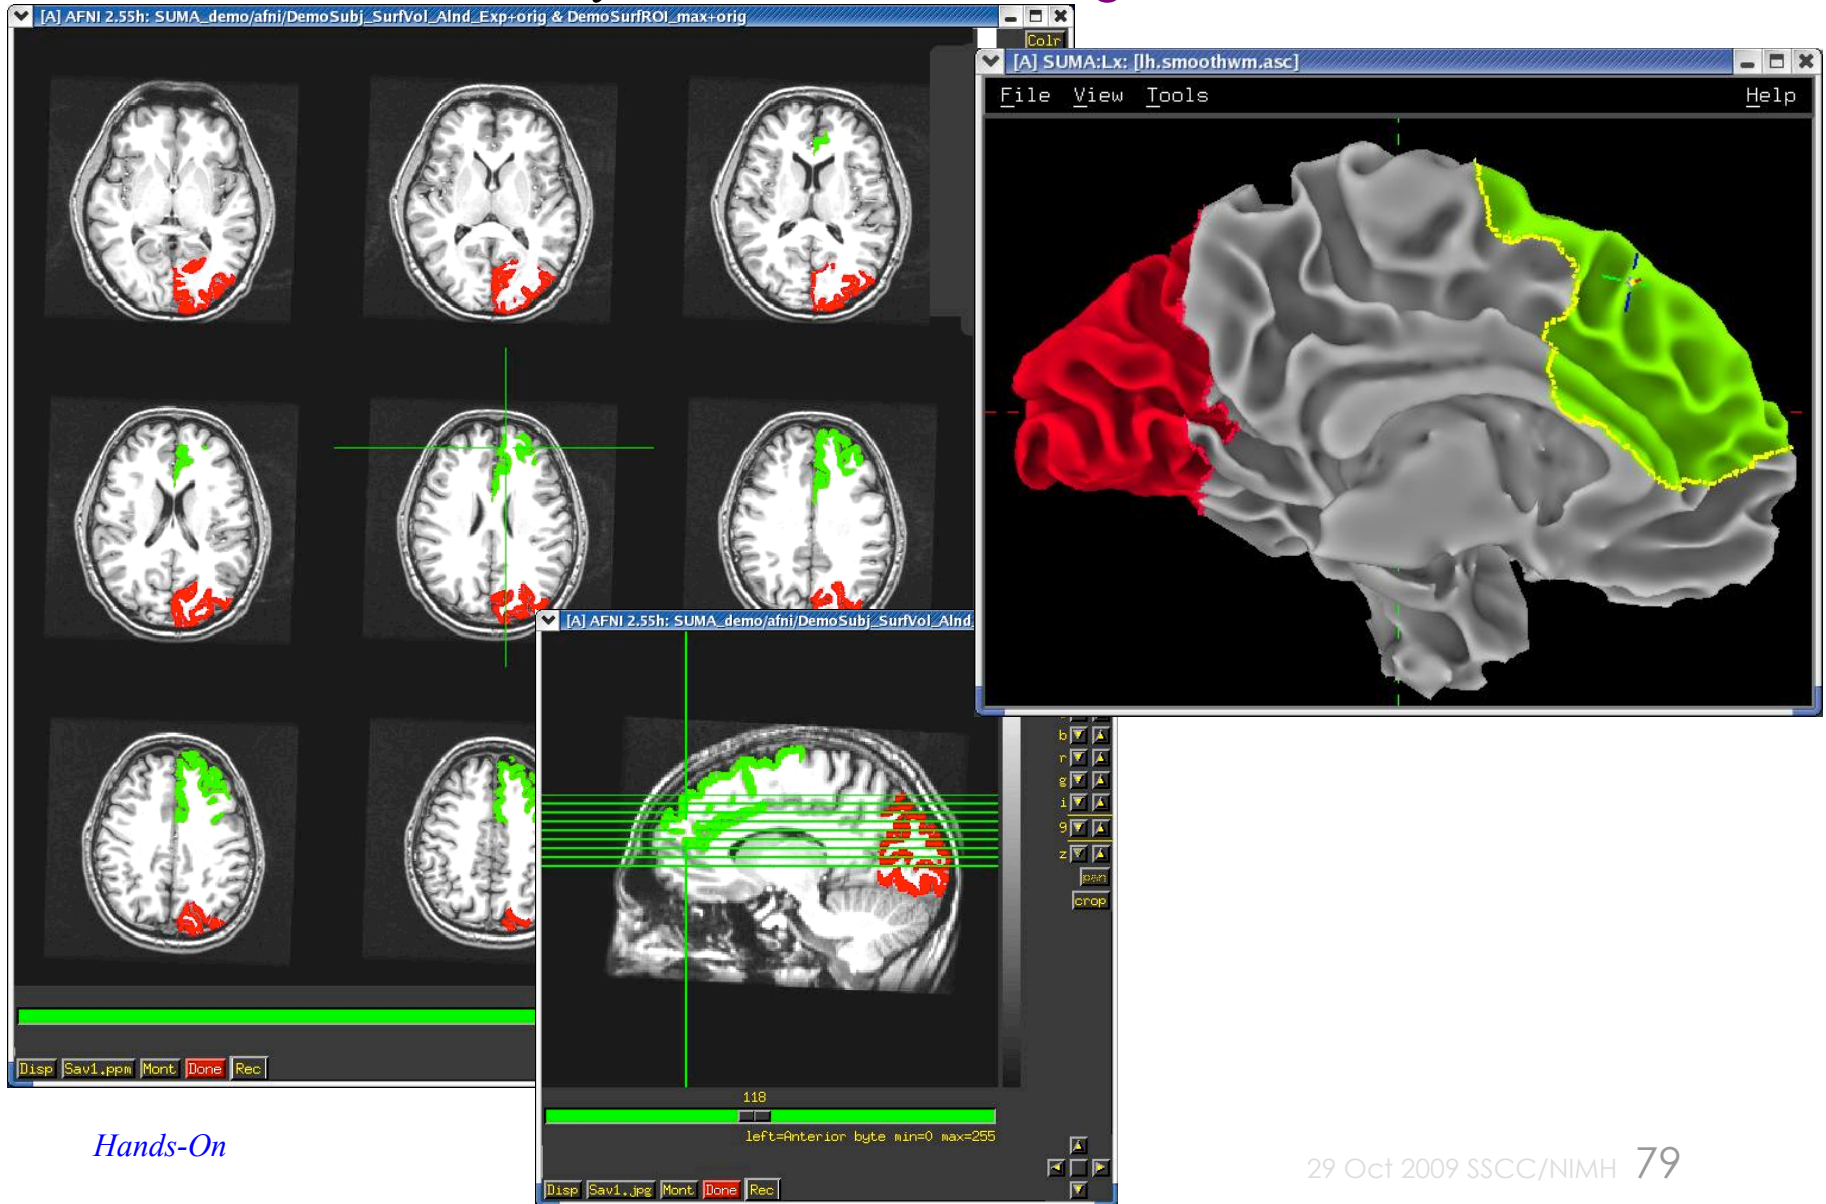 [A] AFNI 2.55h: SUMA_demo/afni/DemoSubj_SurfVol_Alnd_Exp+orig & DemoSurfROI_max+orig
Colr
[A] SUMA:Lx: [lh.smoothwm.asc]
File View Tools Help
[A] AFNI 2.55h: SUMA_demo/afni/DemoSubj_SurfVol_Alnd_
b
r
g
i
9
z
pan
crop
Disp Sav1.ppm Mont Done Rec
118
left=Anterior byte min=0 max=255
Disp Sav1.jpg Mont Done Rec
Hands-On
29 Oct 2009 SSCC/NIMH 79